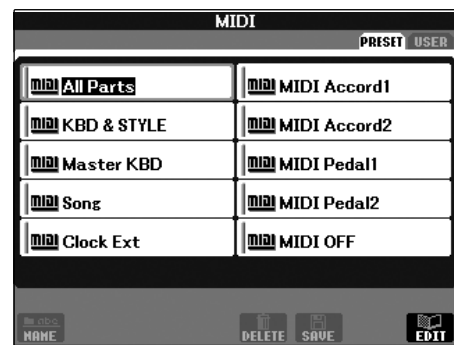 MIDI
PRESET USER
MIDI All Parts
MIDI MIDI Accord1
MIDI KBD & STYLE
MIDI MIDI Accord2
MIDI Master KBD
MIDI MIDI Pedal1
MIDI Song
MIDI MIDI Pedal2
MIDI Clock Ext
MIDI MIDI OFF
abc
NAME
DELETE SAVE EDIT